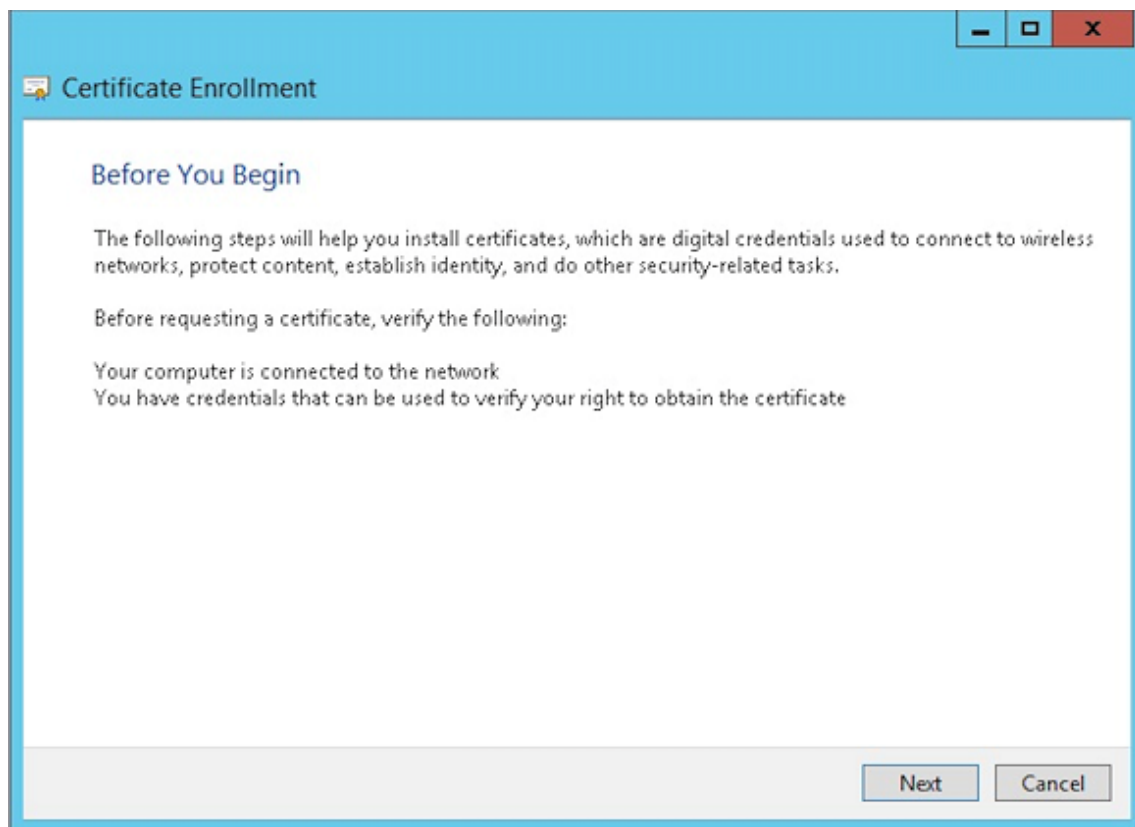 Certificate Enrollment
Before You Begin
The following steps will help you install certificates, which are digital credentials used to connect to wireless
networks, protect content, establish identity, and do other security-related tasks.
Before requesting a certificate, verify the following:
Your computer is connected to the network
You have credentials that can be used to verify your right to obtain the certificate
Next
Cancel